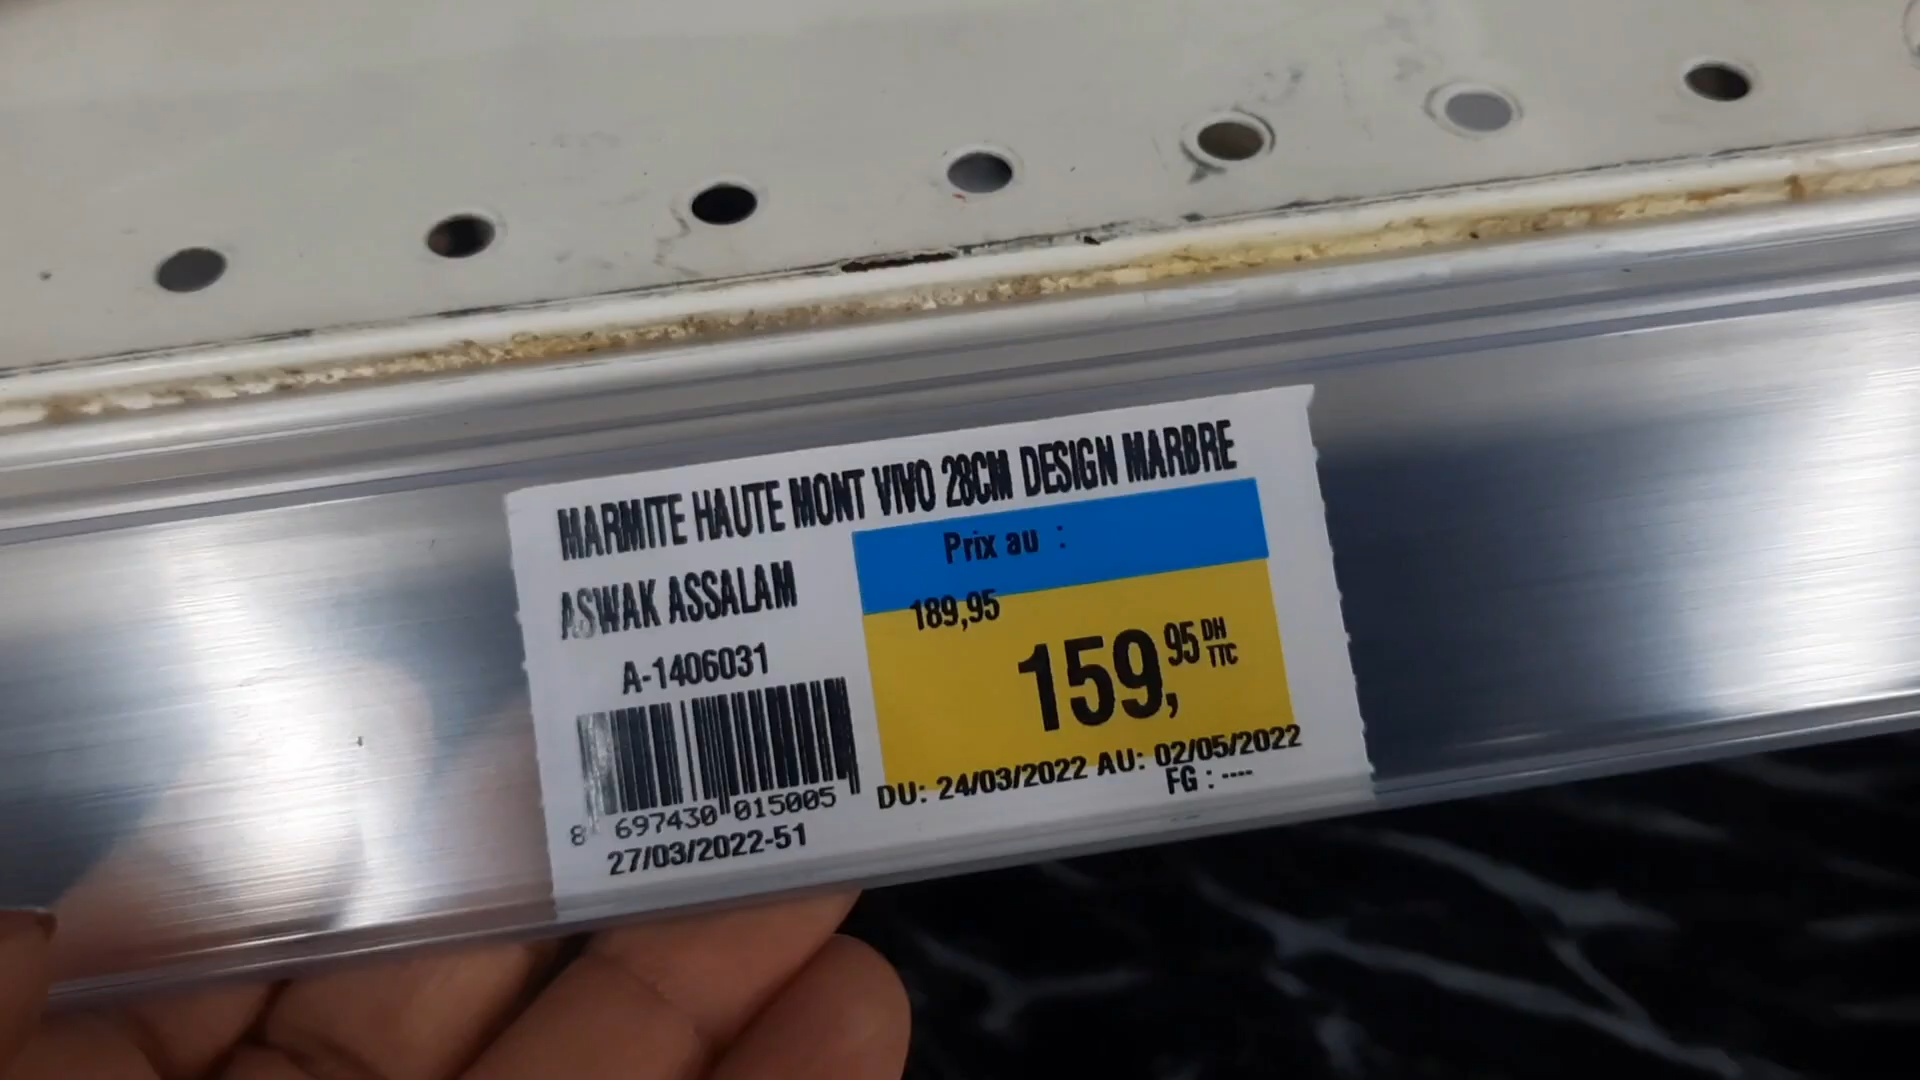 MARMITE HAUTE MONT VIVO 28CM DESIGN MARBRE
ASWAK ASSALAM
Prix au :
189,95
159,95 DH TTC
A-1406031
8 697430 015005
DU: 24/03/2022 AU: 02/05/2022
FG : ----
27/03/2022-51